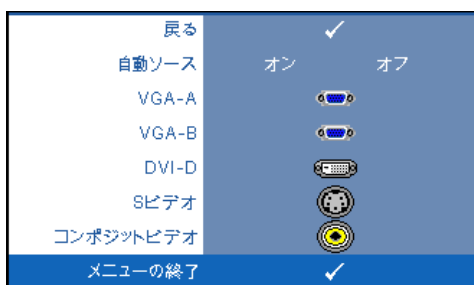 戻る
自動ソース オン オフ
VGA-A
VGA-B
DVI-D
Sビデオ
コンポジットビデオ
メニューの終了